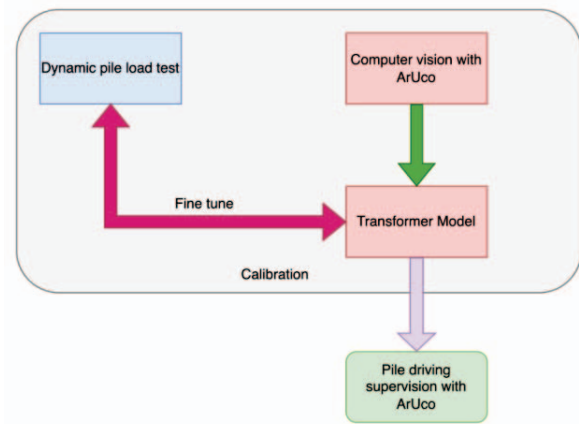 Dynamic pile load test
Computer vision with
ArUco
Fine tune
Transformer Model
Calibration
Pile driving
supervision with
ArUco